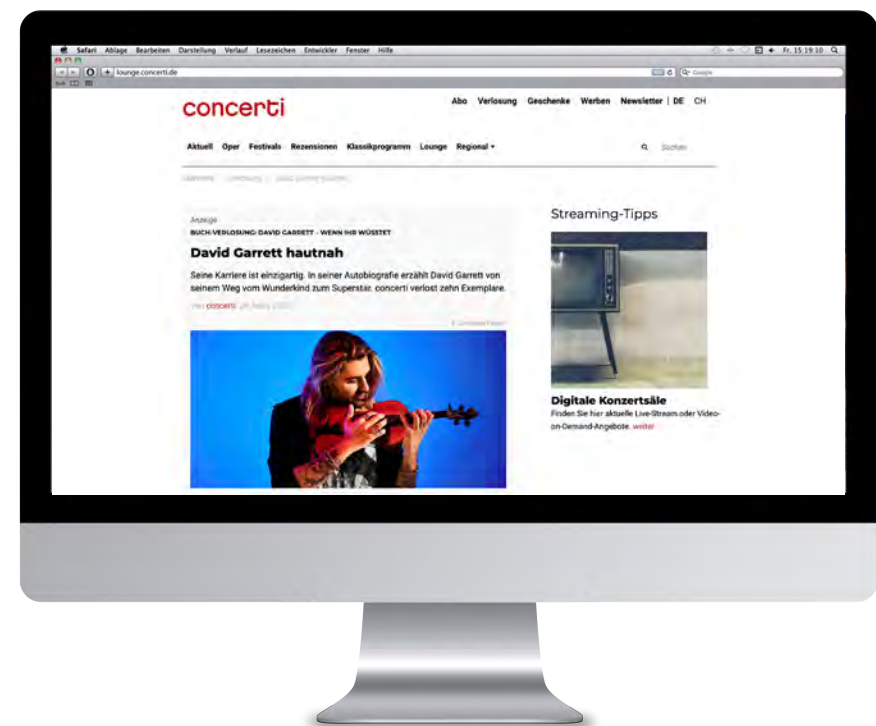 Safari Ablage Bearbeiten Darstellung Verlauf Lesezeichen Entwickler Fenster Hilfe
Fr. 15:19:10
lounge.concerti.de
Google
concerti
Abo Verlosung Geschenke Werben Newsletter | DE CH
Aktuell Oper Festivals Rezensionen Klassikprogramm Lounge Regional
Suchen
Anzeige
BUCH-VERLOSUNG: DAVID GARRETT - WENN IHR WÜSSTET
David Garrett hautnah
Seine Karriere ist einzigartig. In seiner Autobiografie erzählt David Garrett von
seinem Weg vom Wunderkind zum Superstar. concerti verlost zehn Exemplare.
von concerti
Streaming-Tipps
Digitale Konzertsäle
Finden Sie hier aktuelle Live-Stream oder Video-
on-Demand-Angebote. weiter